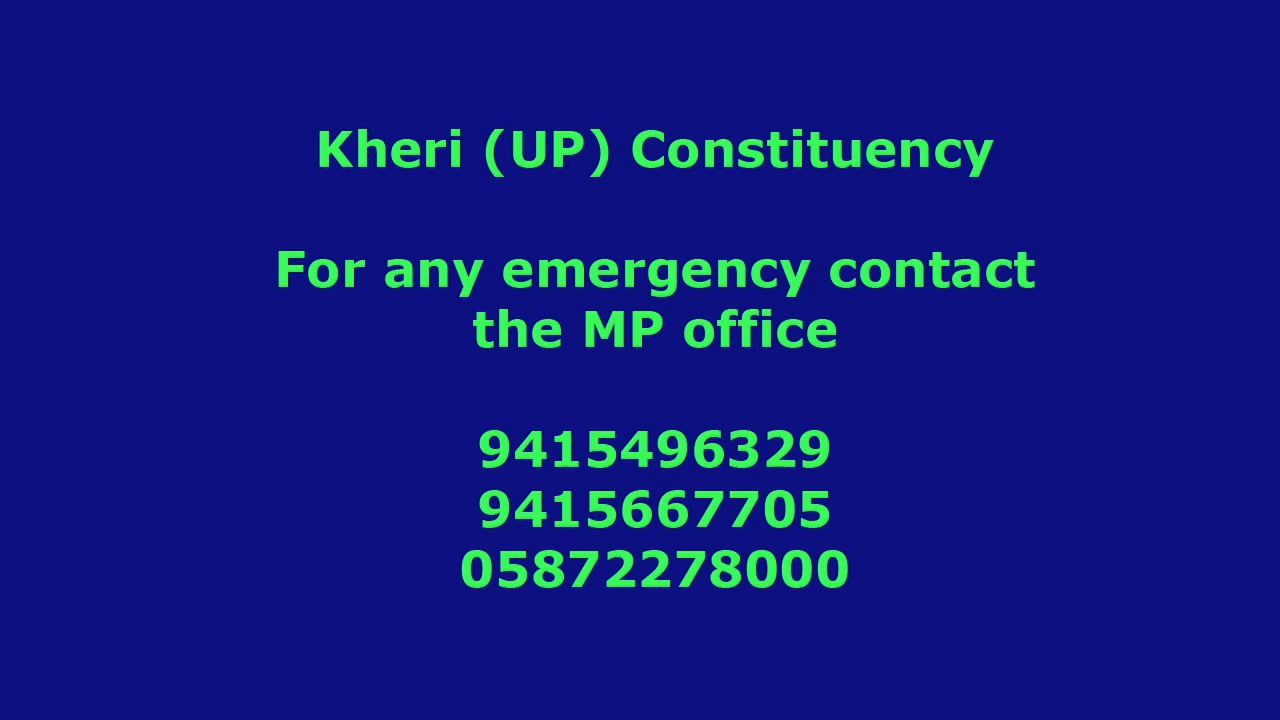 Kheri (UP) Constituency
For any emergency contact
the MP office
9415496329
9415667705
05872278000